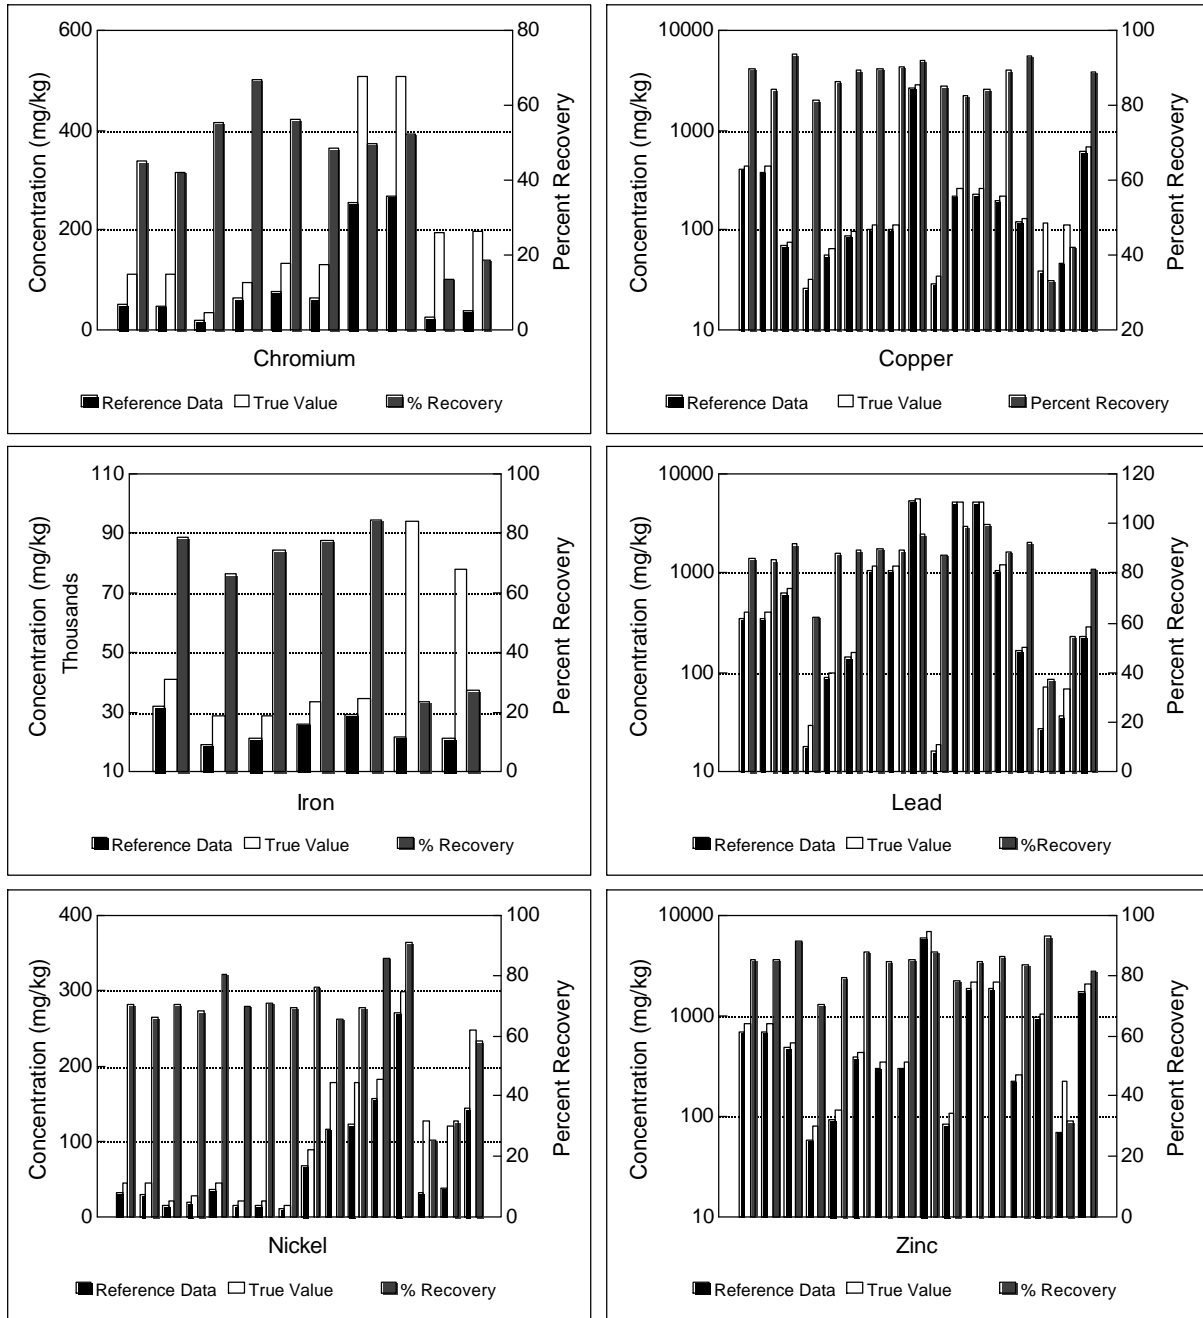 600
400
200
0
Concentration (mg/kg)
80
60
40
20
0
Percent Recovery
Chromium
Reference Data True Value % Recovery
10000
1000
100
10
Concentration (mg/kg)
100
80
60
40
20
Percent Recovery
Copper
Reference Data True Value Percent Recovery
110
90
70
50
30
10
Concentration (mg/kg)
Thousands
100
80
60
40
20
0
Percent Recovery
Iron
Reference Data True Value % Recovery
10000
1000
100
10
Concentration (mg/kg)
120
100
80
60
40
20
0
Percent Recovery
Lead
Reference Data True Value %Recovery
400
300
200
100
0
Concentration (mg/kg)
100
80
60
40
20
0
Percent Recovery
Nickel
Reference Data True Value % Recovery
10000
1000
100
10
Concentration (mg/kg)
100
80
60
40
20
0
Percent Recovery
Zinc
Reference Data True Value % Recovery